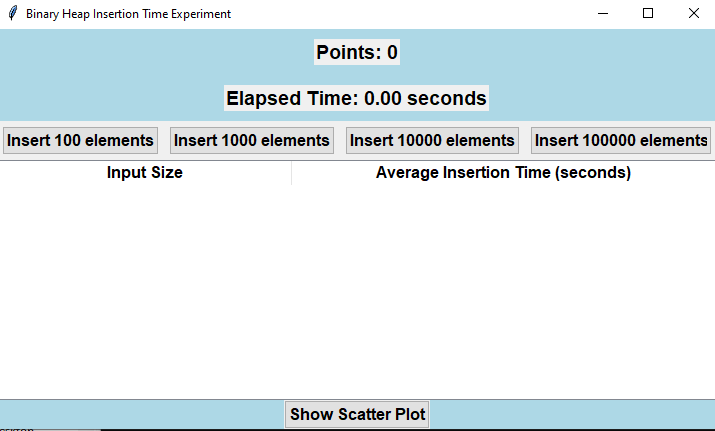 Binary Heap Insertion Time Experiment
Points: 0
Elapsed Time: 0.00 seconds
Insert 100 elements Insert 1000 elements Insert 10000 elements Insert 100000 elements
Input Size Average Insertion Time (seconds)
Show Scatter Plot